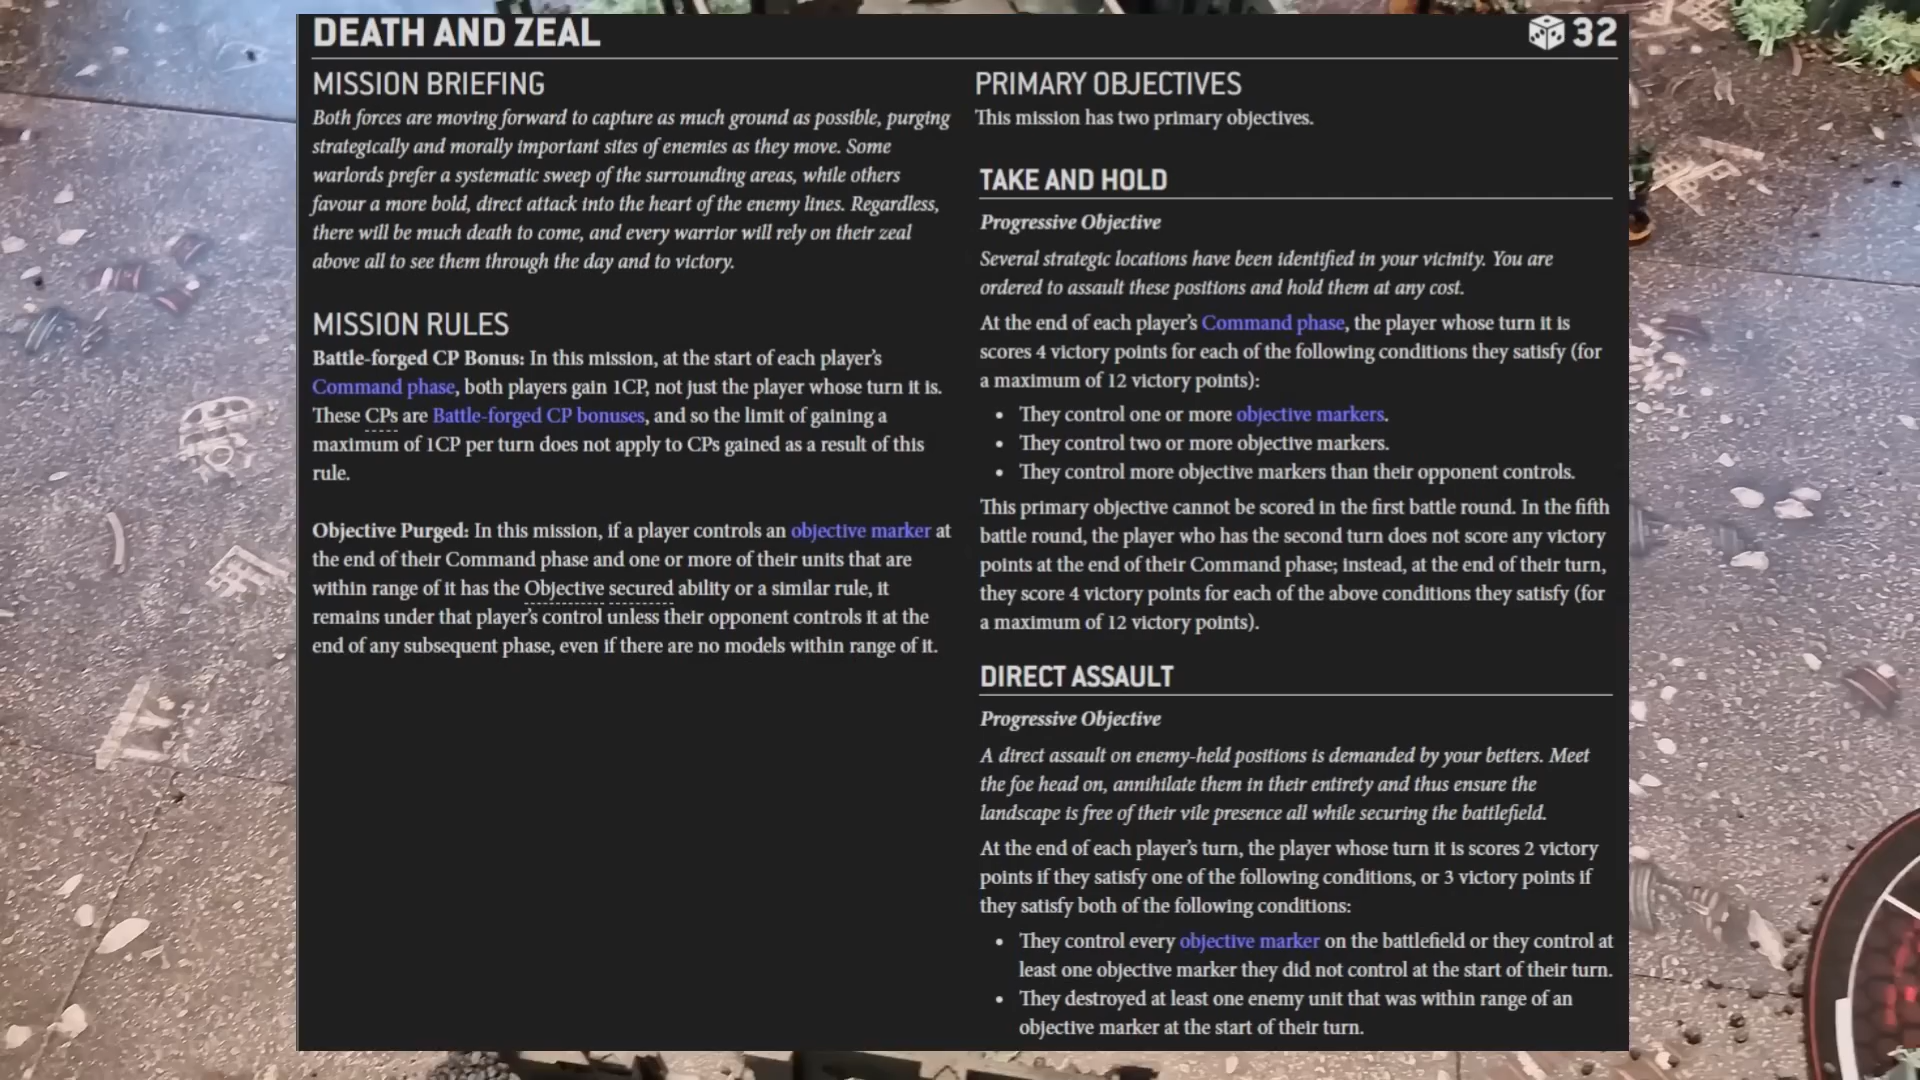 DEATH AND ZEAL
32
MISSION BRIEFING
Both forces are moving forward to capture as much ground as possible, purging
strategically and morally important sites of enemies as they move. Some
warlords prefer a systematic sweep of the surrounding areas, while others
favour a more bold, direct attack into the heart of the enemy lines. Regardless,
there will be much death to come, and every warrior will rely on their zeal
above all to see them through the day and to victory.
MISSION RULES
Battle-forged CP Bonus: In this mission, at the start of each player's
Command phase, both players gain 1CP, not just the player whose turn it is.
These CPs are Battle-forged CP bonuses, and so the limit of gaining a
maximum of 1CP per turn does not apply to CPs gained as a result of this
rule.
Objective Purged: In this mission, if a player controls an objective marker at
the end of their Command phase and one or more of their units that are
within range of it has the Objective secured ability or a similar rule, it
remains under that player's control unless their opponent controls it at the
end of any subsequent phase, even if there are no models within range of it.
PRIMARY OBJECTIVES
This mission has two primary objectives.
TAKE AND HOLD
Progressive Objective
Several strategic locations have been identified in your vicinity. You are
ordered to assault these positions and hold them at any cost.
At the end of each player's Command phase, the player whose turn it is
scores 4 victory points for each of the following conditions they satisfy (for
a maximum of 12 victory points):
• They control one or more objective markers.
• They control two or more objective markers.
• They control more objective markers than their opponent controls.
This primary objective cannot be scored in the first battle round. In the fifth
battle round, the player who has the second turn does not score any victory
points at the end of their Command phase; instead, at the end of their turn,
they score 4 victory points for each of the above conditions they satisfy (for
a maximum of 12 victory points).
DIRECT ASSAULT
Progressive Objective
A direct assault on enemy-held positions is demanded by your betters. Meet
the foe head on, annihilate them in their entirety and thus ensure the
landscape is free of their vile presence all while securing the battlefield.
At the end of each player's turn, the player whose turn it is scores 2 victory
points if they satisfy one of the following conditions, or 3 victory points if
they satisfy both of the following conditions:
• They control every objective marker on the battlefield or they control at
least one objective marker they did not control at the start of their turn.
• They destroyed at least one enemy unit that was within range of an
objective marker at the start of their turn.